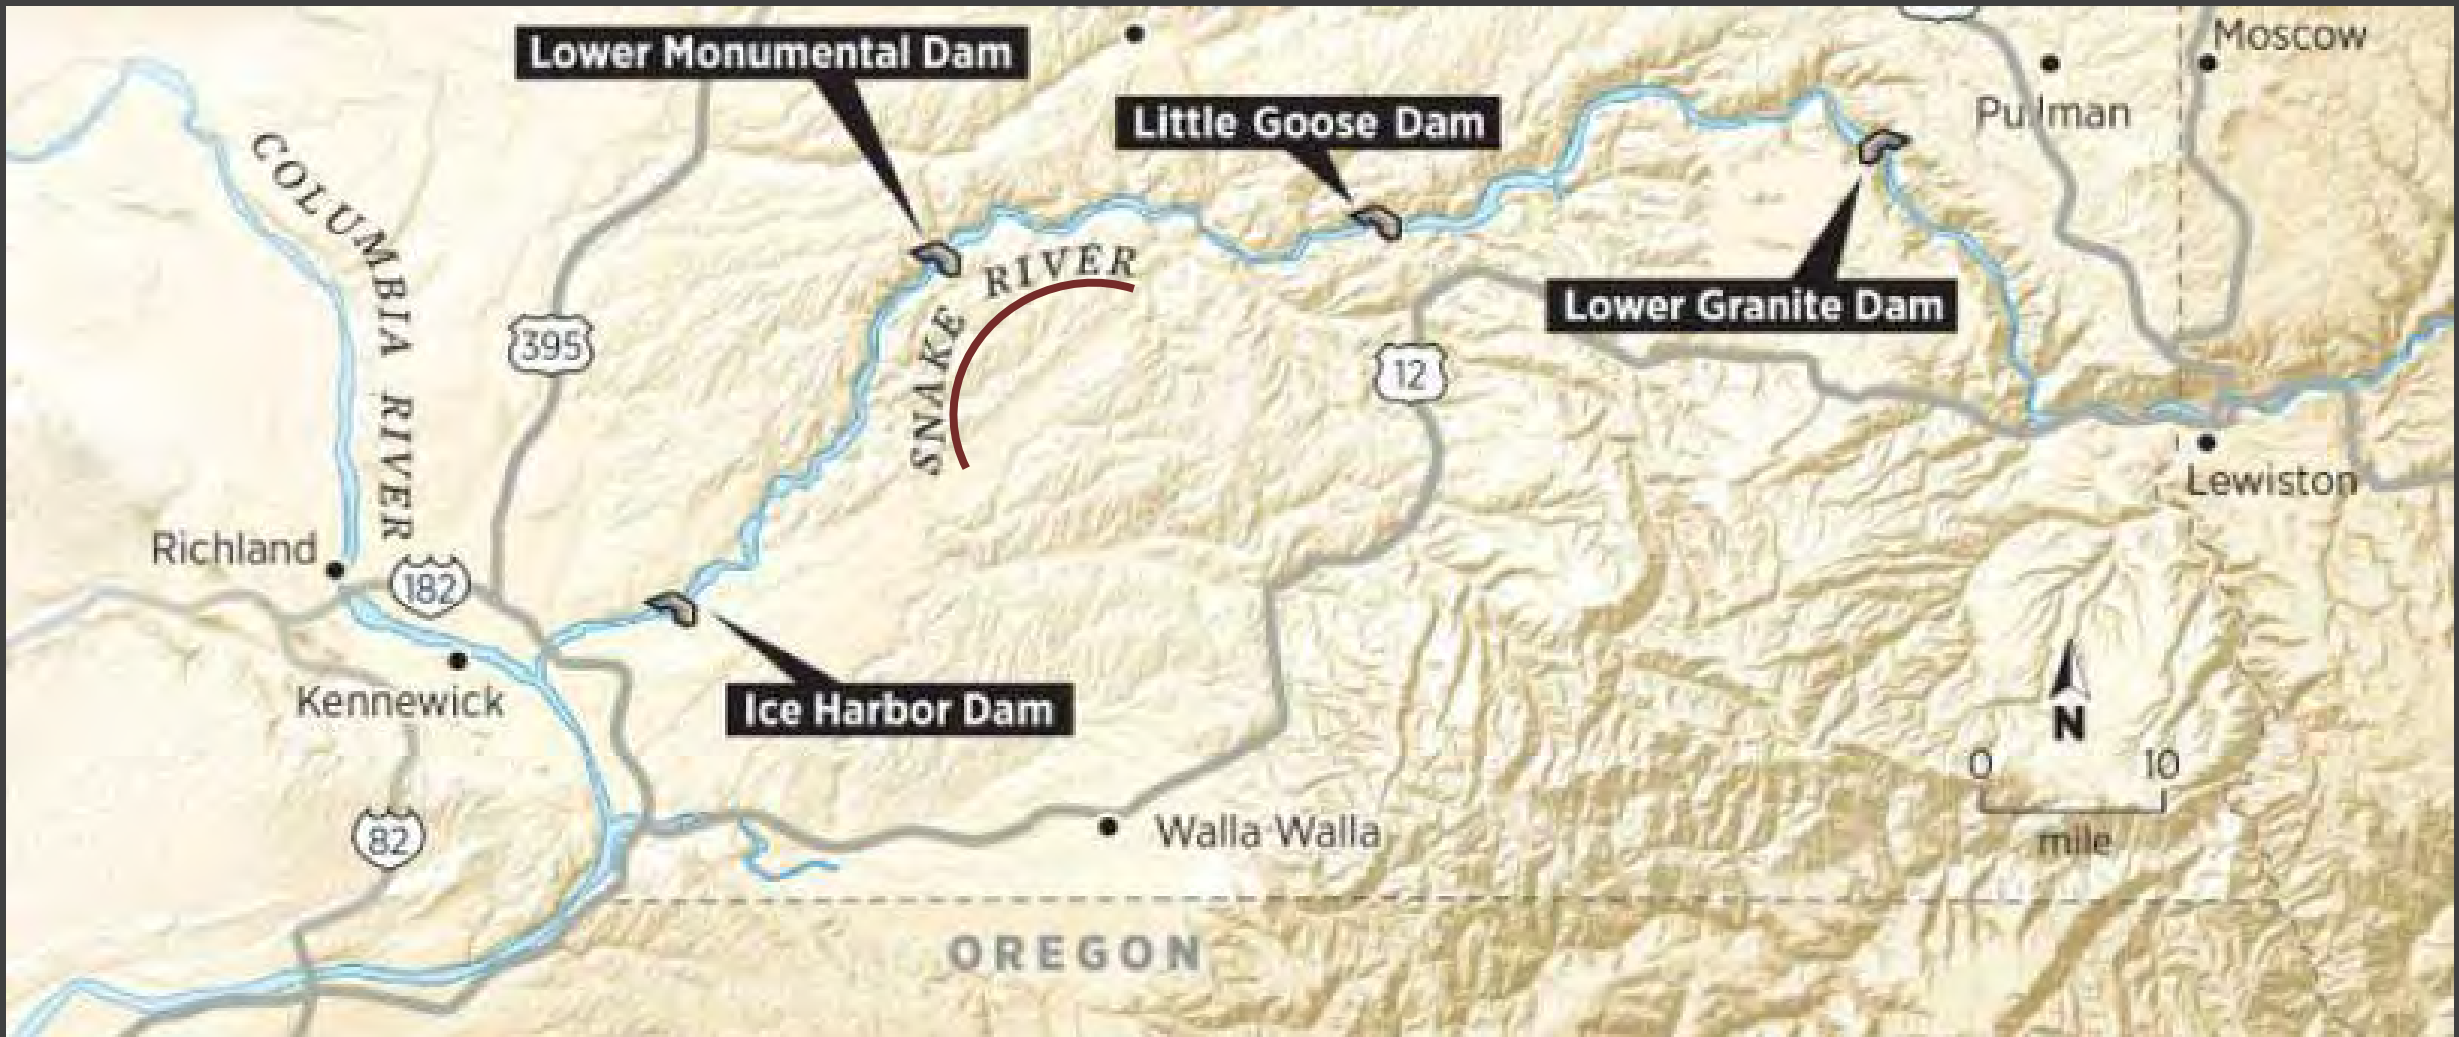 Lower Monumental Dam
Moscow
Pullman
Little Goose Dam
COLUMBIA RIVER
SNAKE RIVER
Lower Granite Dam
395
12
Lewiston
Richland
182
Kennewick
Ice Harbor Dam
N
0 10
mile
82
Walla Walla
OREGON